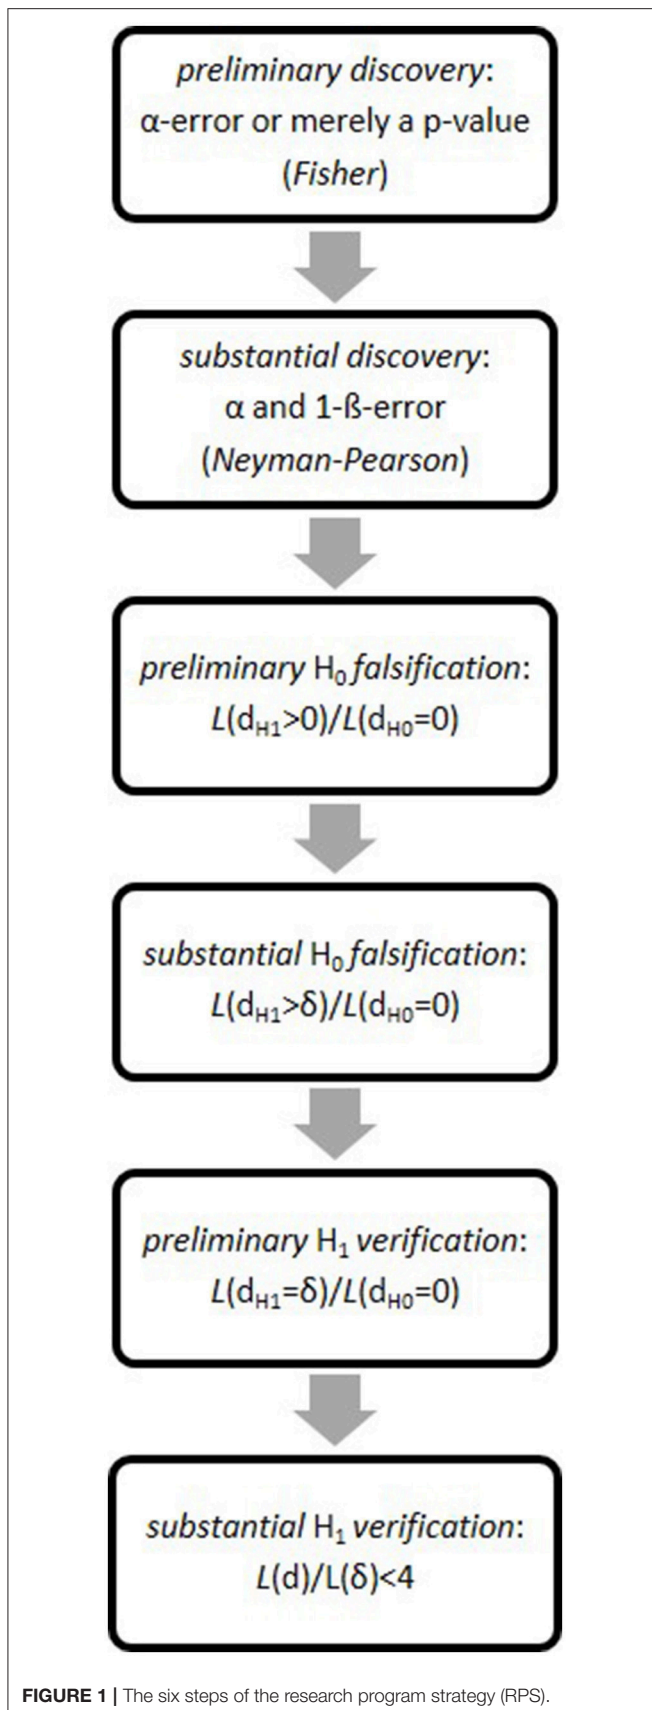 preliminary discovery:
α-error or merely a p-value
(Fisher)
substantial discovery:
α and 1-ß-error
(Neyman-Pearson)
preliminary H₀ falsification:
L(dH1>0)/L(dH0=0)
substantial H₀ falsification:
L(dH1>δ)/L(dH0=0)
preliminary H₁ verification:
L(dH1=δ)/L(dH0=0)
substantial H₁ verification:
L(d)/L(δ)<4
FIGURE 1 | The six steps of the research program strategy (RPS).